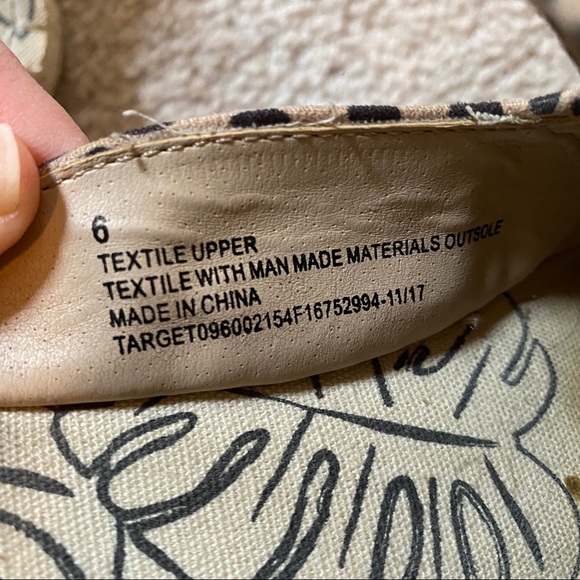 6
TEXTILE UPPER
TEXTILE WITH MAN MADE MATERIALS OUTSOLE
MADE IN CHINA
TARGET096002154F16752994-11/17